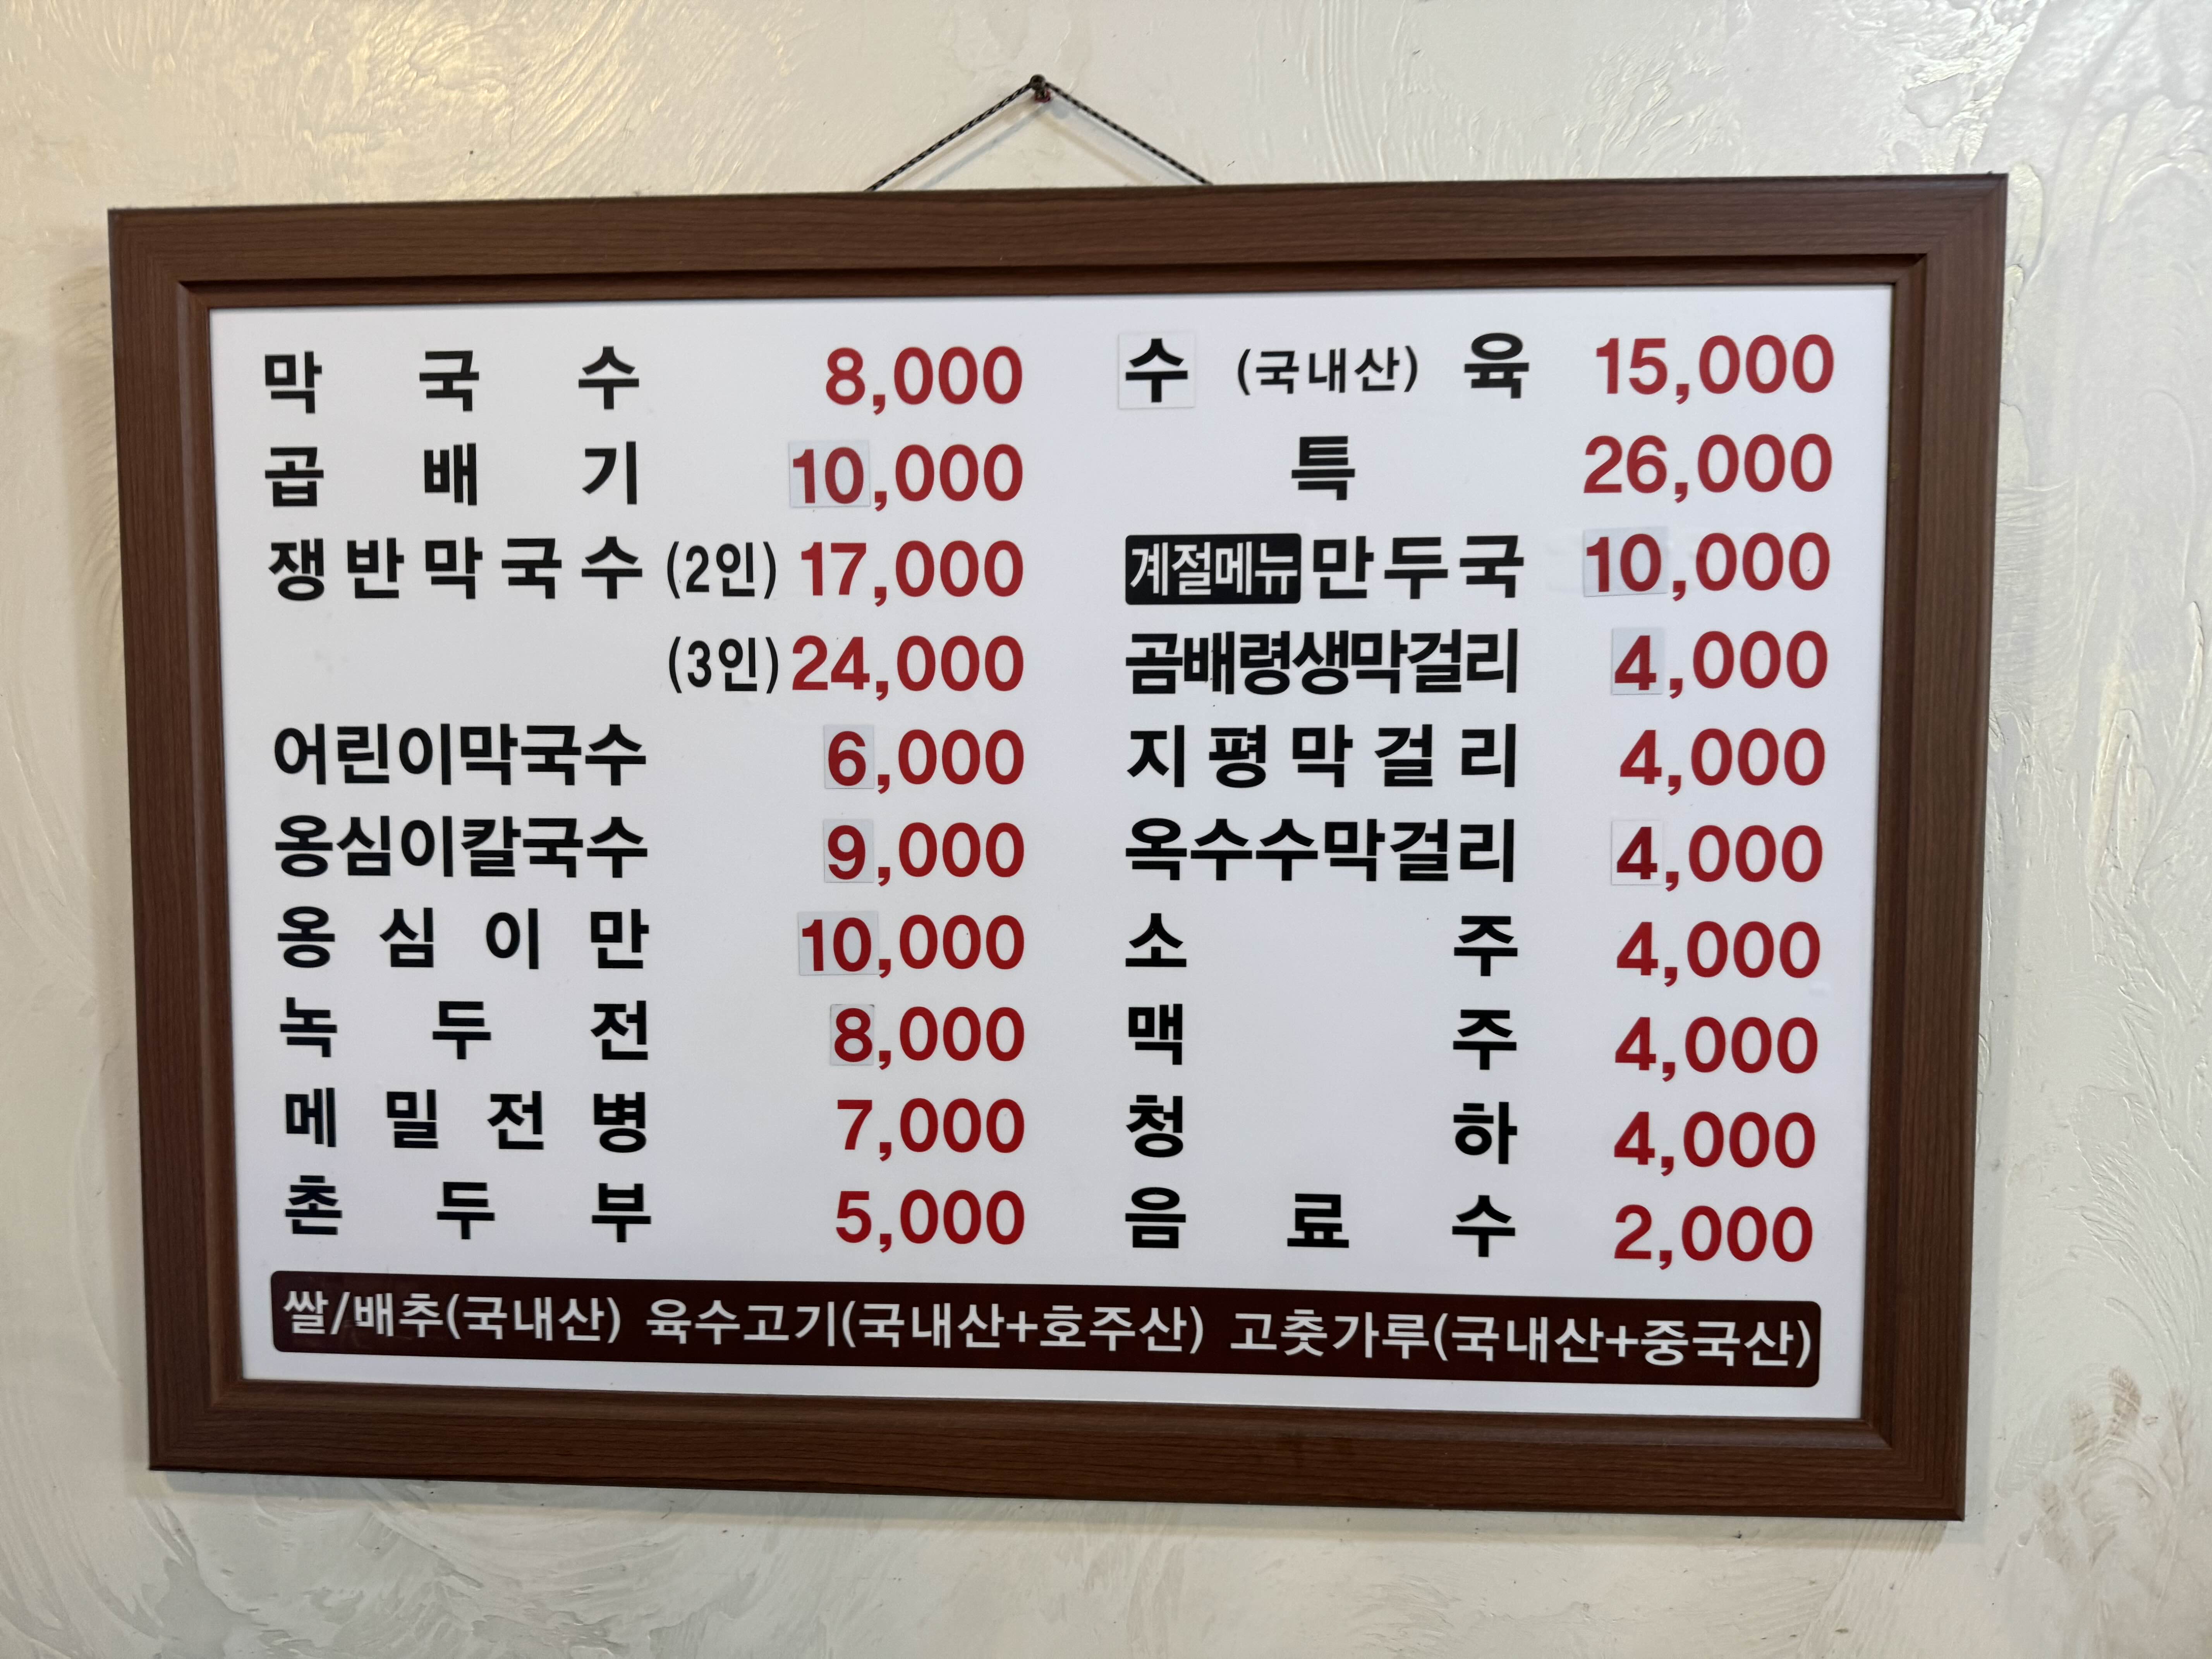 막국수 8,000
곱배기 10,000
쟁반막국수 (2인) 17,000
(3인) 24,000
어린이막국수 6,000
옹심이칼국수 9,000
옹심이만 10,000
녹두전 8,000
메밀전병 7,000
촌두부 5,000
수 (국내산) 육 15,000
특 26,000
계절메뉴 만두국 10,000
곰배령생막걸리 4,000
지평막걸리 4,000
옥수수막걸리 4,000
소주 4,000
맥주 4,000
청하 4,000
음료수 2,000
쌀/배추(국내산) 육수고기(국내산+호주산) 고춧가루(국내산+중국산)